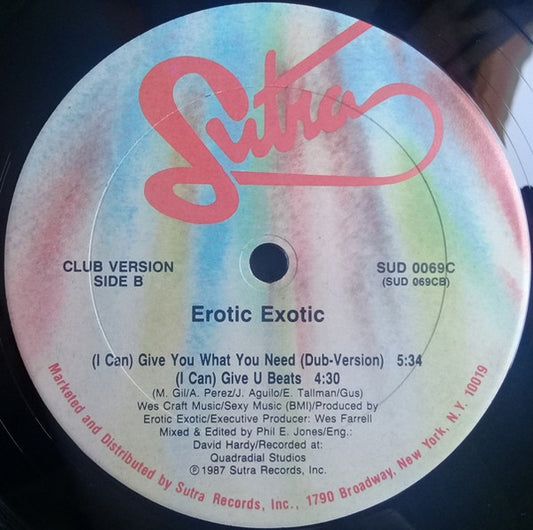 Sutra
CLUB VERSION
SIDE B
SUD 0069C
(SUD 069CB)
Erotic Exotic
(I Can) Give You What You Need (Dub-Version) 5:34
(I Can) Give U Beats 4:30
(M. Gil/A. Perez/J. Aguilo/E. Tallman/Gus)
Wes Craft Music/Sexy Music (BMI)/Produced by
Erotic Exotic/Executive Producer: Wes Farrell
Mixed & Edited by Phil E. Jones/Eng.:
David Hardy/Recorded at:
Quadradial Studios
℗ 1987 Sutra Records, Inc.
Marketed and Distributed by Sutra Records, Inc., 1790 Broadway, New York, N.Y. 10019